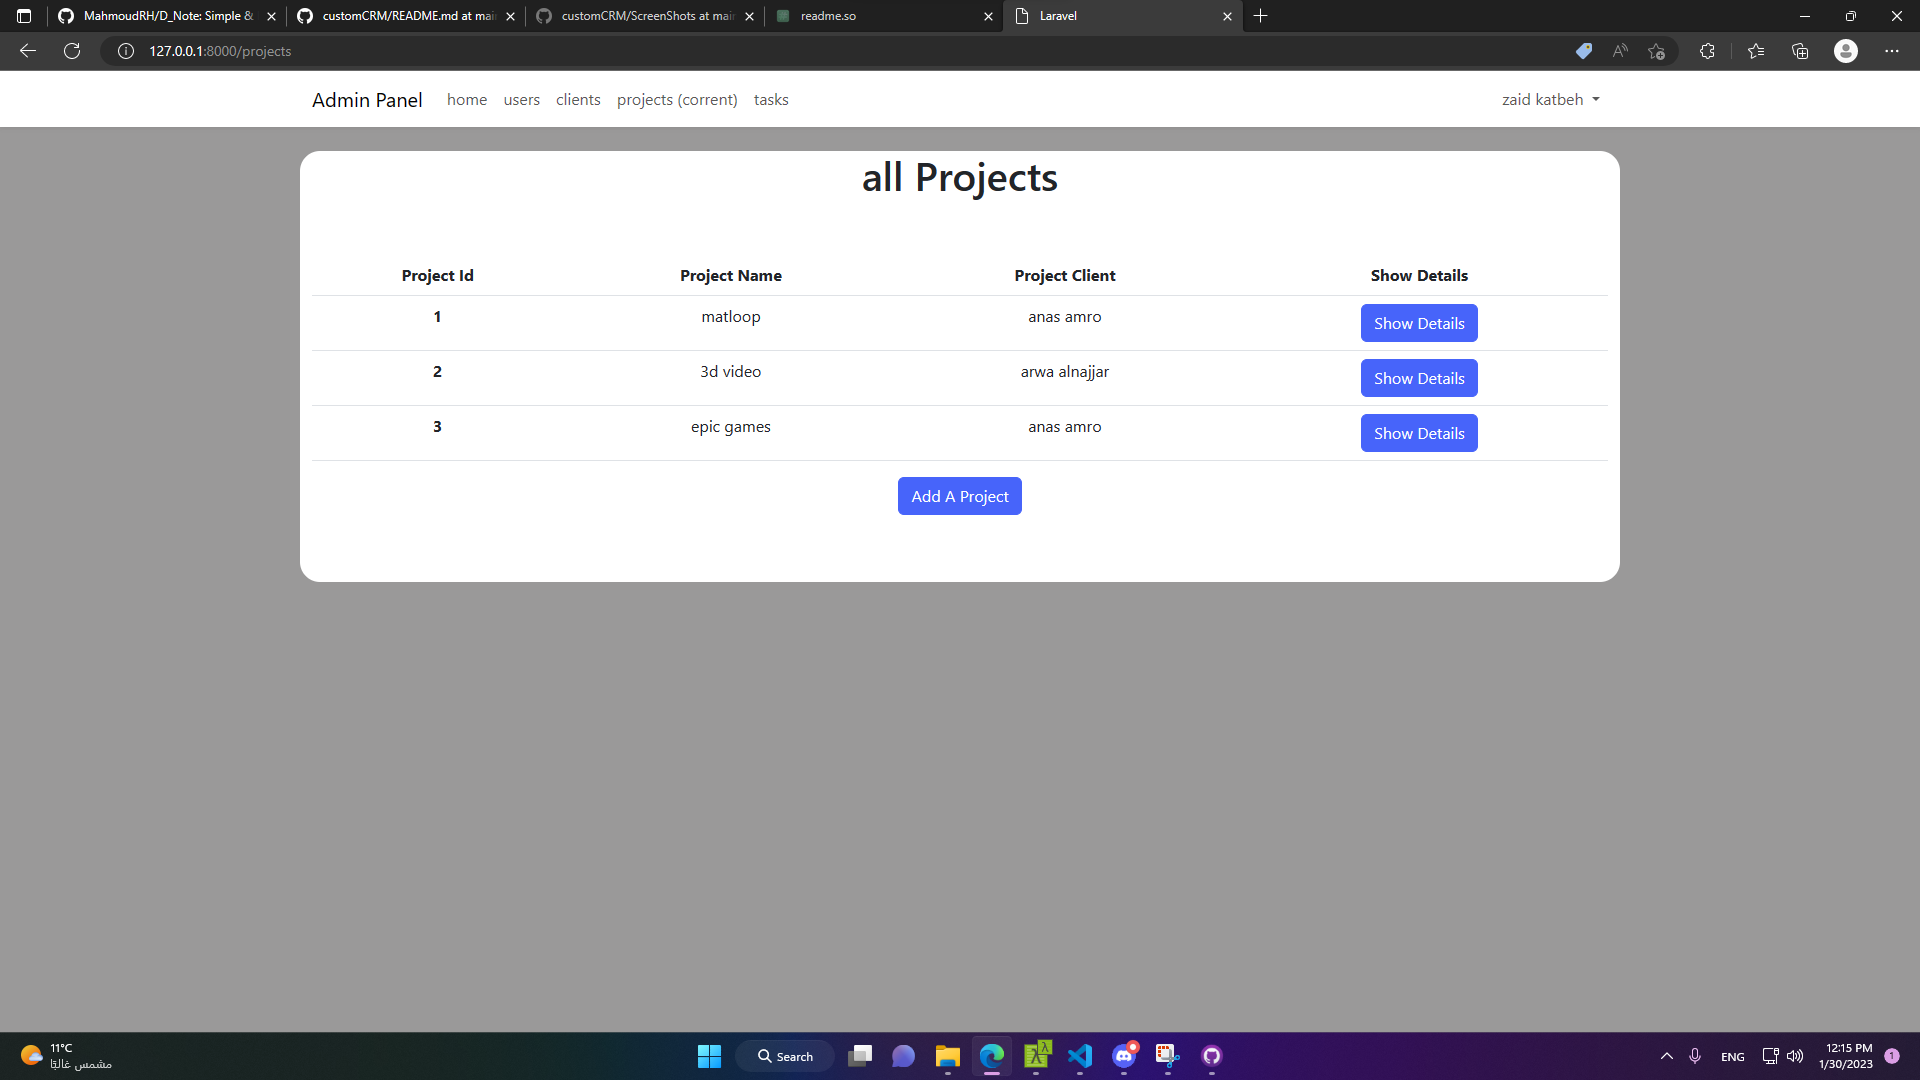 MahmoudRH/D_Note: Simple &
customCRM/README.md at mai
customCRM/ScreenShots at mai
readme.so
Laravel
127.0.0.1:8000/projects
Admin Panel
home
users
clients
projects (corrent)
tasks
zaid katbeh
all Projects
Project Id Project Name Project Client Show Details
1 matloop anas amro Show Details
2 3d video arwa alnajjar Show Details
3 epic games anas amro Show Details
Add A Project
11°C
مشمس غالبًا
Search
ENG
12:15 PM
1/30/2023
1